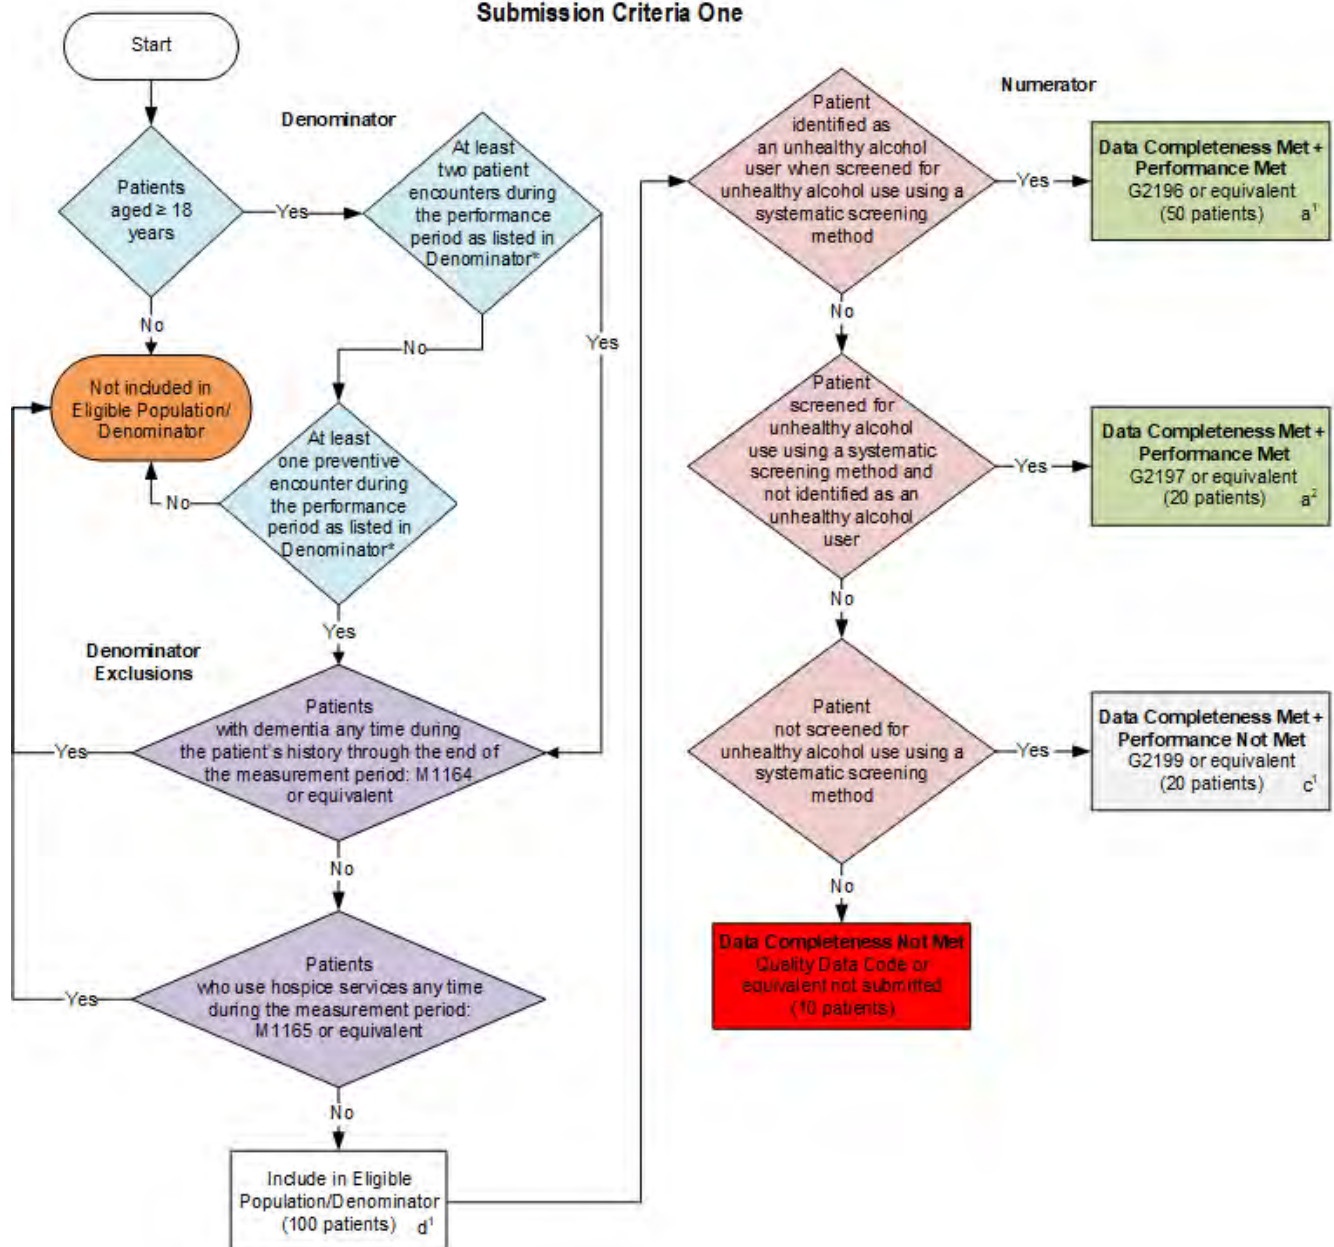 Submission Criteria One
Start
Denominator
Patients
aged ≥ 18
years
Yes
No
At least
two patient
encounters during
the performance
period as listed in
Denominator*
Yes
No
Not included in
Eligible Population/
Denominator
At least
one preventive
encounter during
the performance
period as listed in
Denominator*
No
Yes
Denominator
Exclusions
Patients
with dementia any time during
the patient's history through the end of
the measurement period: M1164
or equivalent
Yes
No
Patients
who use hospice services any time
during the measurement period:
M1165 or equivalent
Yes
No
Include in Eligible
Population/Denominator
(100 patients) d¹
Numerator
Patient
identified as
an unhealthy alcohol
user when screened for
unhealthy alcohol use using a
systematic screening
method
Yes
Data Completeness Met +
Performance Met
G2196 or equivalent
(50 patients) a¹
No
Patient
screened for
unhealthy alcohol
use using a systematic
screening method and
not identified as an
unhealthy alcohol
user
Yes
Data Completeness Met +
Performance Met
G2197 or equivalent
(20 patients) a²
No
Patient
not screened for
unhealthy alcohol use using a
systematic screening
method
Yes
Data Completeness Met +
Performance Not Met
G2199 or equivalent
(20 patients) c¹
No
Data Completeness Not Met
Quality Data Code or
equivalent not submitted
(10 patients)